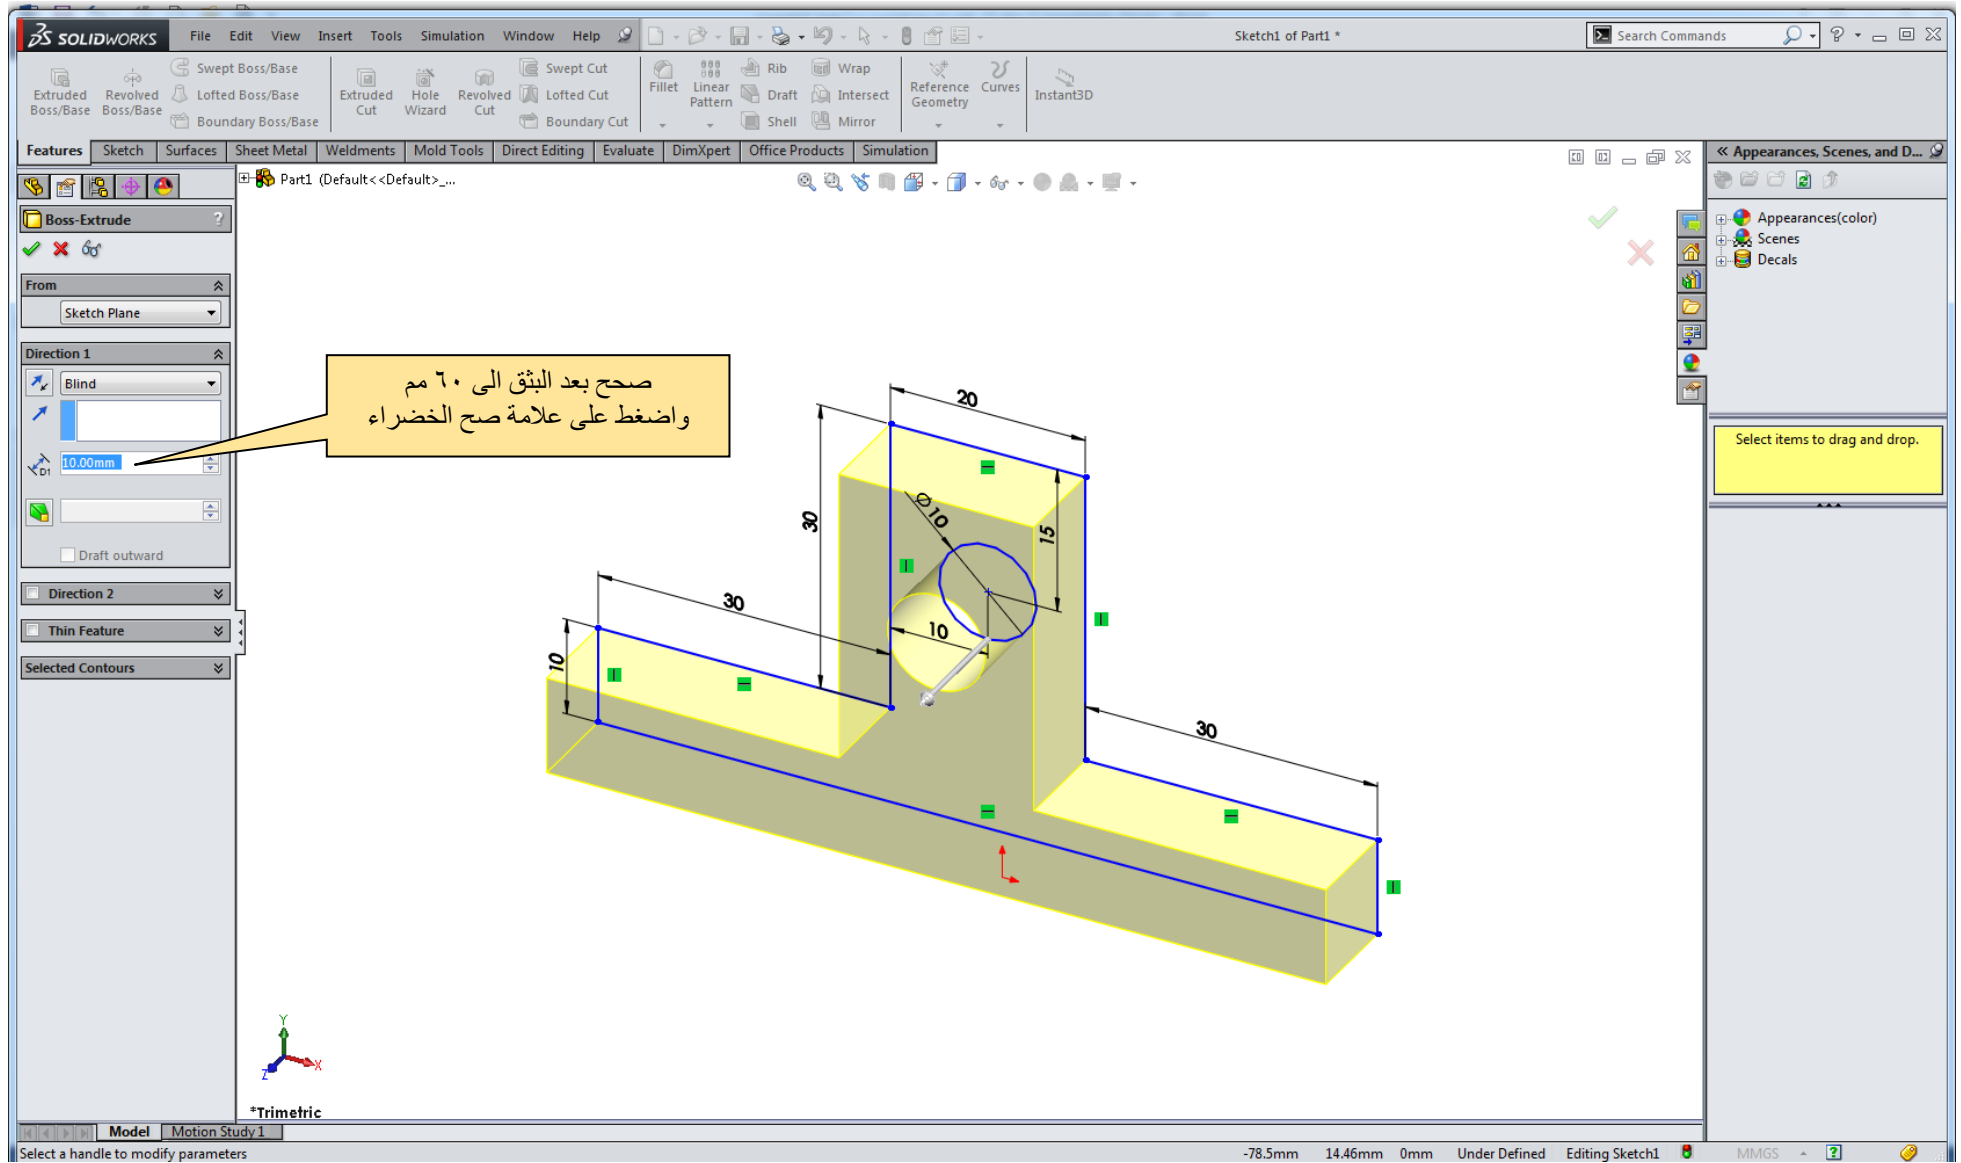 SOLIDWORKS File Edit View Insert Tools Simulation Window Help Sketch1 of Part1 * Search Commands
Extruded Boss/Base
Revolved Boss/Base
Swept Boss/Base
Lofted Boss/Base
Boundary Boss/Base
Extruded Cut
Hole Wizard
Revolved Cut
Swept Cut
Lofted Cut
Boundary Cut
Fillet
Linear Pattern
Rib
Draft
Shell
Wrap
Intersect
Mirror
Reference Geometry
Curves
Instant3D
Features Sketch Surfaces Sheet Metal Weldments Mold Tools Direct Editing Evaluate DimXpert Office Products Simulation
Part1 (Default<<Default>_...
Boss-Extrude ?
From
Sketch Plane
Direction 1
Blind
D1
10.00mm
Draft outward
Direction 2
Thin Feature
Selected Contours
صحح بعد البثق الى ٦٠ مم
واضغط على علامة صح الخضراء
20
30
Ø10
15
30
10
10
30
Y
X
Z
*Trimetric
« Appearances, Scenes, and D...
Appearances(color)
Scenes
Decals
Select items to drag and drop.
Model Motion Study 1
Select a handle to modify parameters -78.5mm 14.46mm 0mm Under Defined Editing Sketch1 MMGS